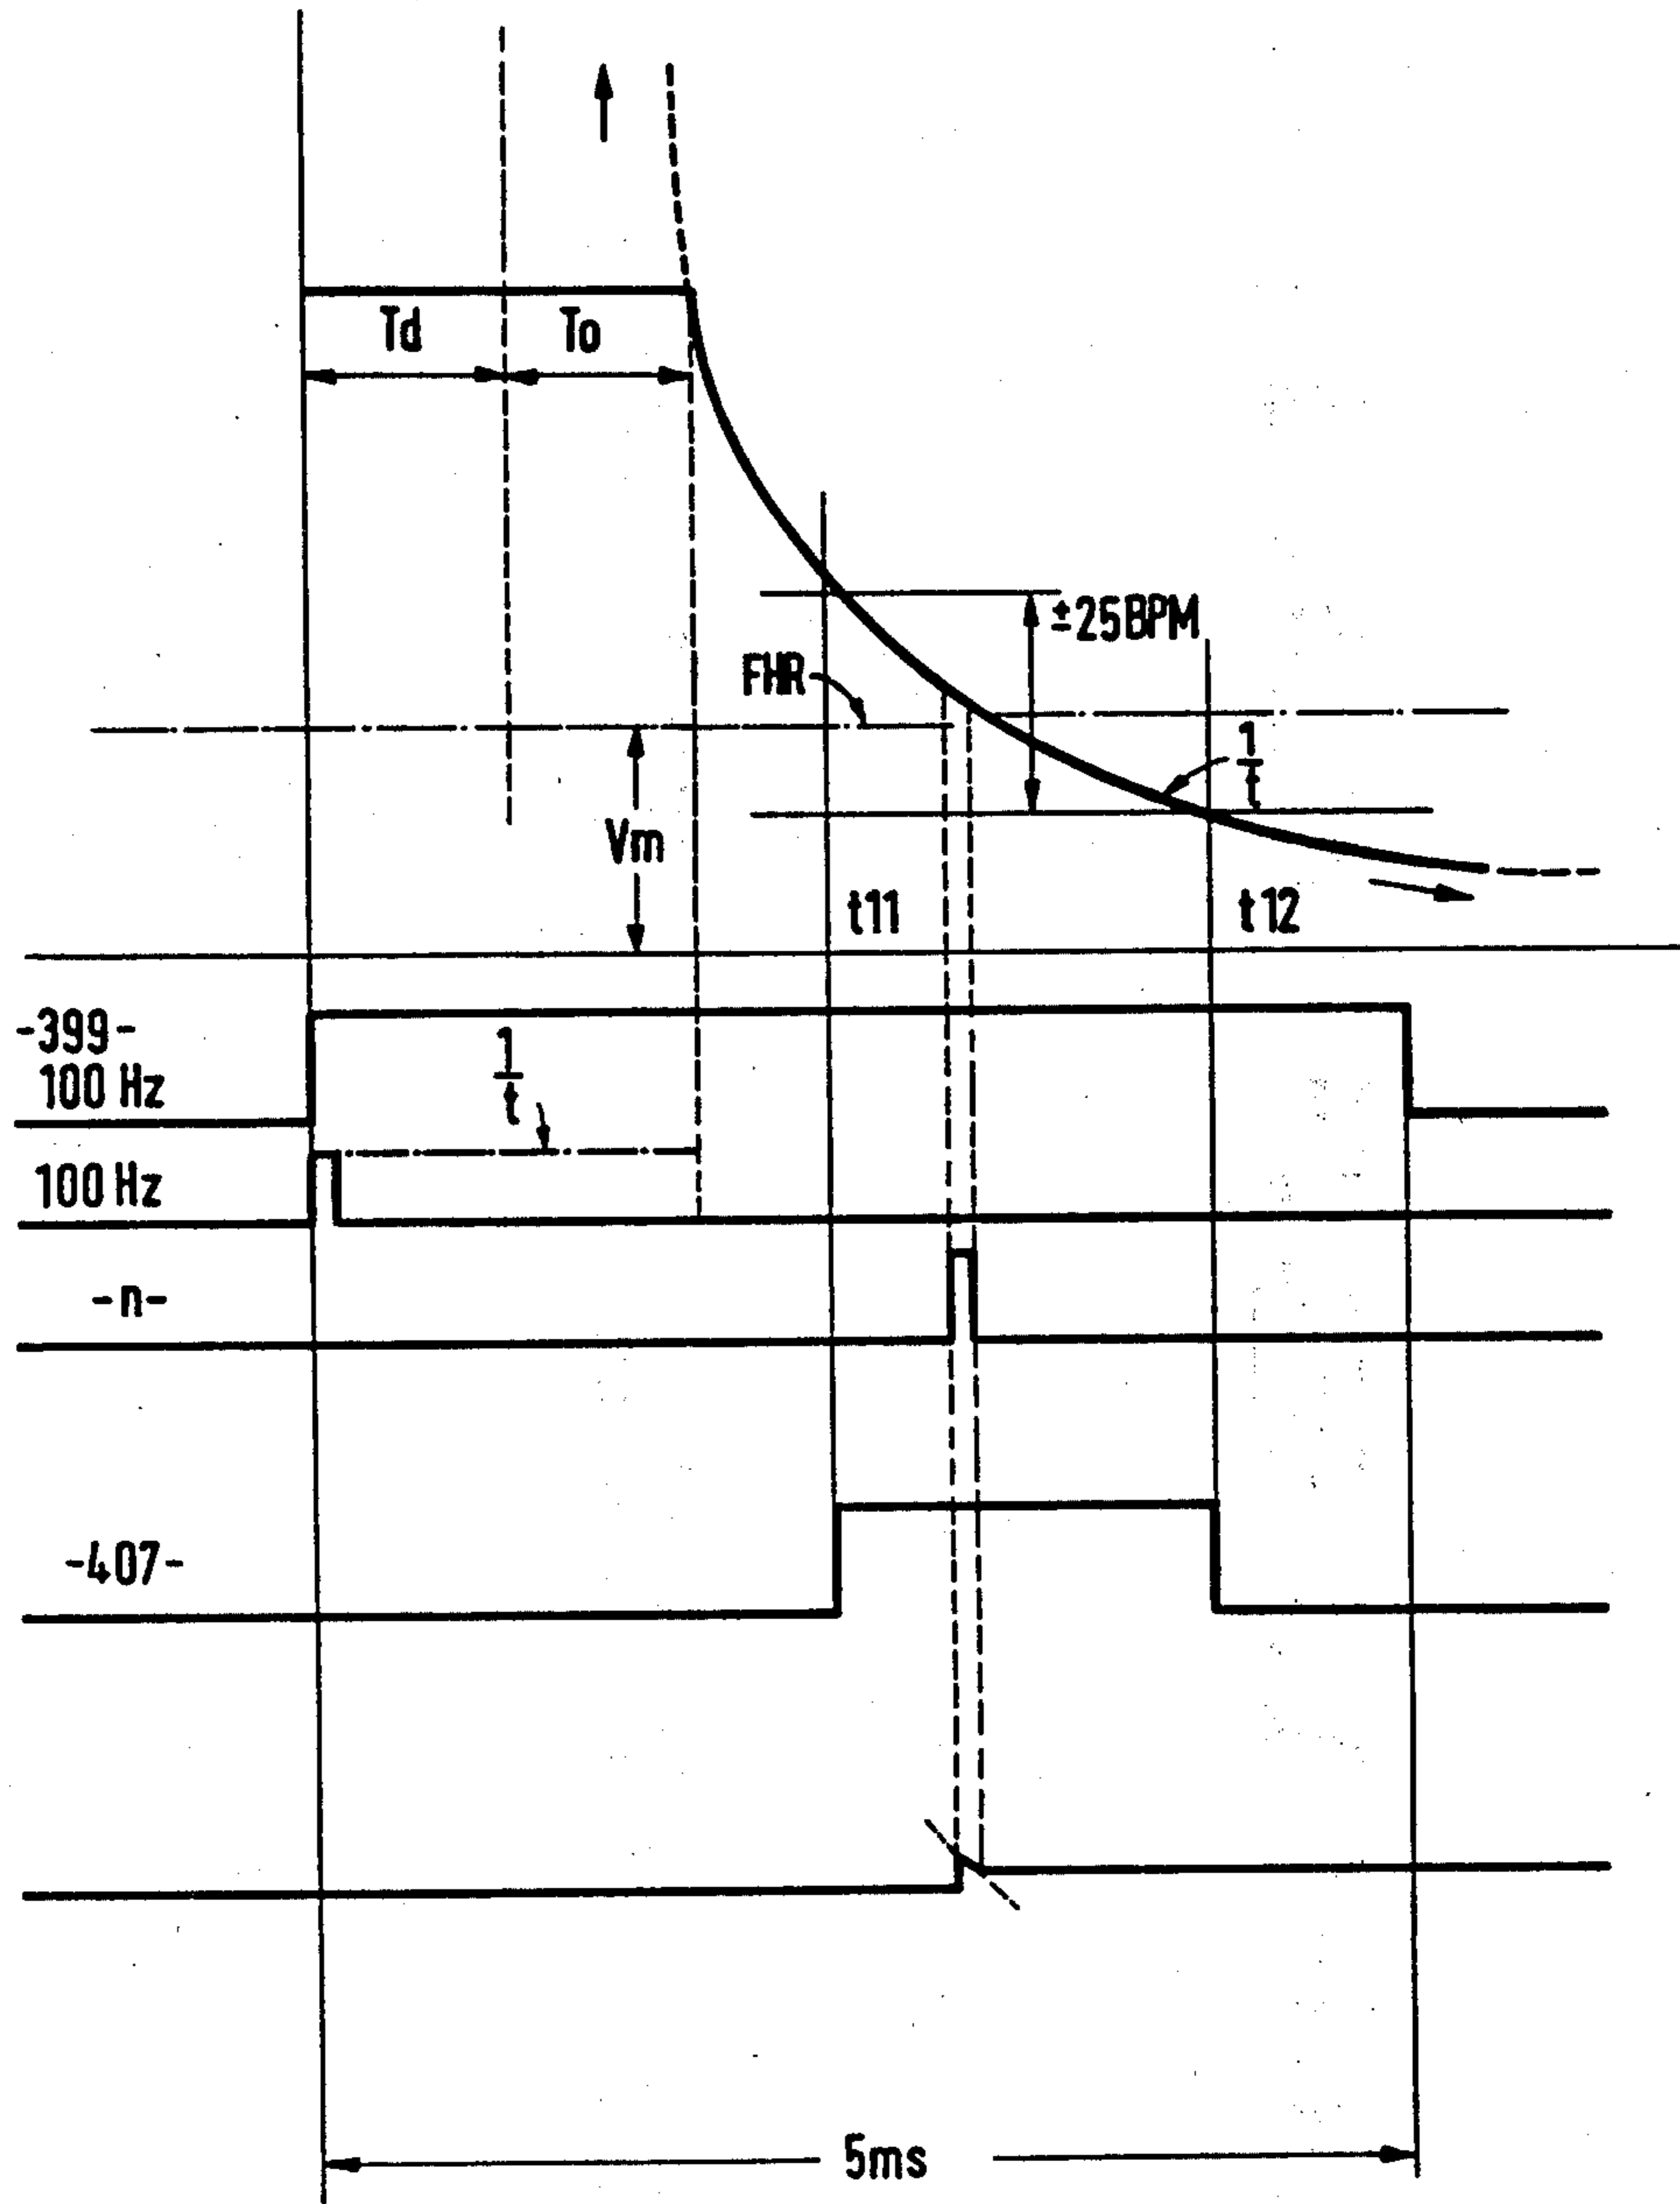 Td
To
±25BPM
FHR
1
t
Vm
t11
t12
-399-
100 Hz
1
t
100 Hz
-n-
-407-
5ms